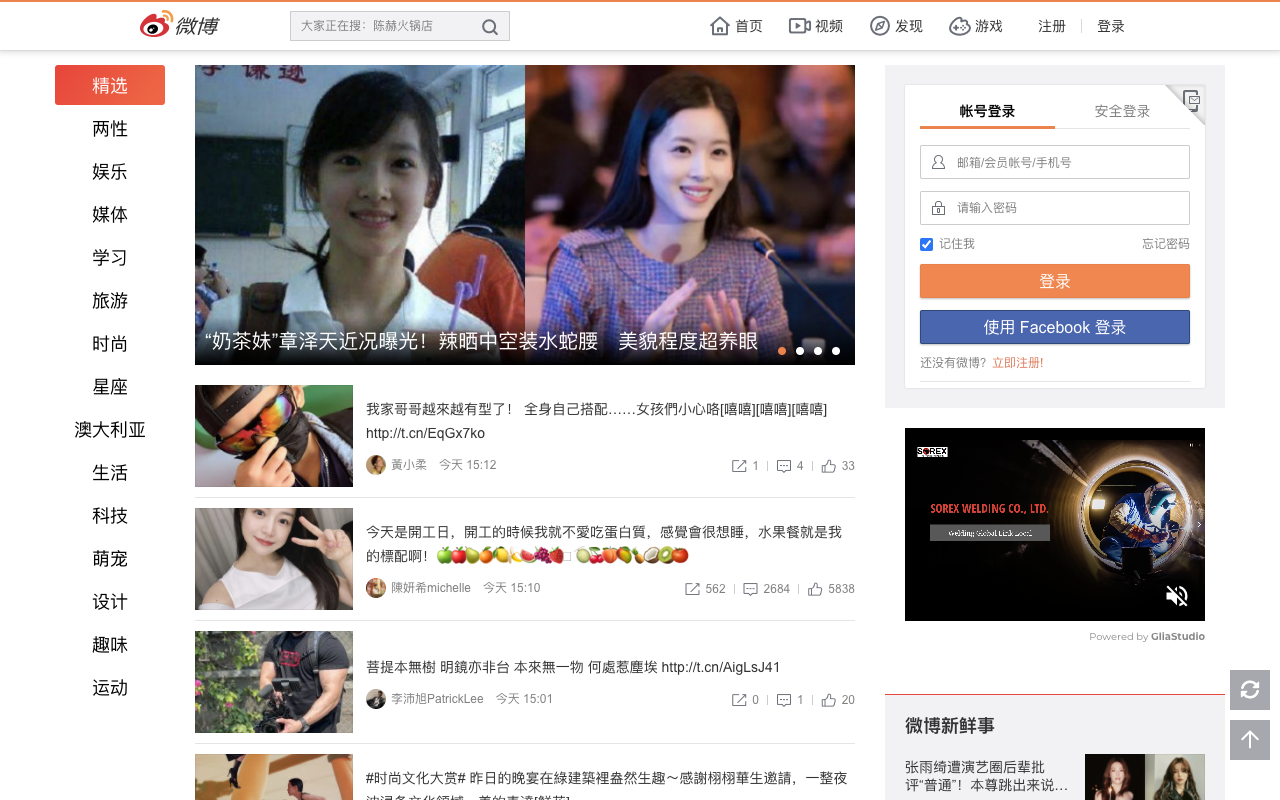 微博
大家正在搜：陈赫火锅店
首页
视频
发现
游戏
注册
登录
精选
两性
娱乐
媒体
学习
旅游
时尚
星座
澳大利亚
生活
科技
萌宠
设计
趣味
运动
“奶茶妹”章泽天近况曝光！辣晒中空装水蛇腰　美貌程度超养眼
我家哥哥越來越有型了！ 全身自己搭配……女孩們小心咯[嘻嘻][嘻嘻][嘻嘻]
http://t.cn/EqGx7ko
黃小柔 今天 15:12
1 4 33
今天是開工日，開工的時候我就不愛吃蛋白質，感覺會很想睡，水果餐就是我
的標配啊！
陳妍希michelle 今天 15:10
562 2684 5838
菩提本無樹 明鏡亦非台 本來無一物 何處惹塵埃 http://t.cn/AigLsJ41
李沛旭PatrickLee 今天 15:01
0 1 20
#时尚文化大赏# 昨日的晚宴在綠建築裡盎然生趣～感謝栩栩華生邀請，一整夜
帐号登录
安全登录
邮箱/会员帐号/手机号
请输入密码
记住我
忘记密码
登录
使用 Facebook 登录
还没有微博？立即注册!
SOREX
SOREX WELDING CO., LTD.
Welding Global Link Local
Powered by GliaStudio
微博新鲜事
张雨绮遭演艺圈后辈批
评“普通”！本尊跳出来说…